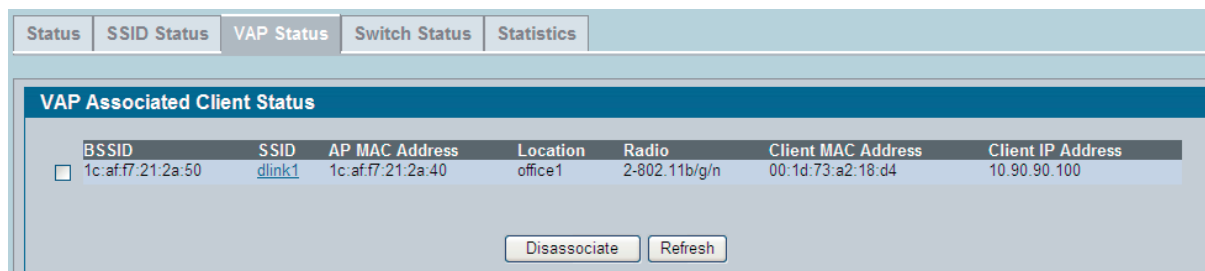 Status SSID Status VAP Status Switch Status Statistics
VAP Associated Client Status
BSSID SSID AP MAC Address Location Radio Client MAC Address Client IP Address
1c:af:f7:21:2a:50 dlink1 1c:af:f7:21:2a:40 office1 2-802.11b/g/n 00:1d:73:a2:18:d4 10.90.90.100
Disassociate Refresh